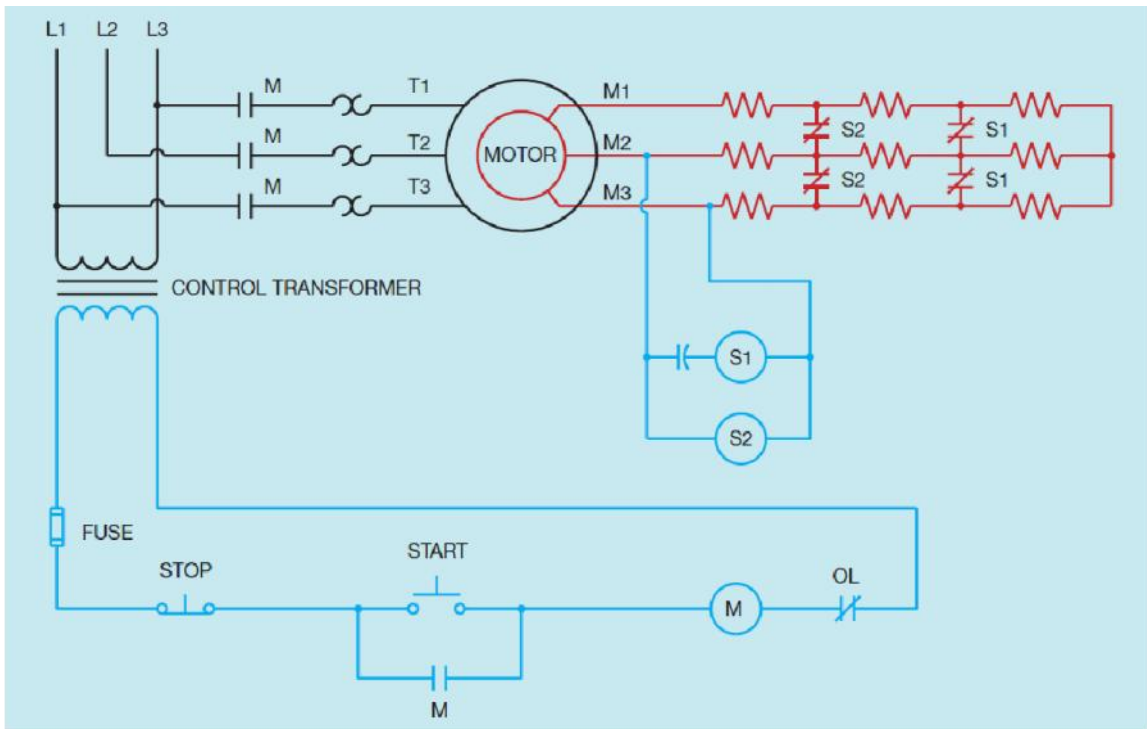 L1 L2 L3
M T1 M1
S2 S1
M T2 MOTOR M2
S2 S1
M T3 M3
CONTROL TRANSFORMER
S1
S2
FUSE
START
STOP OL
M
M